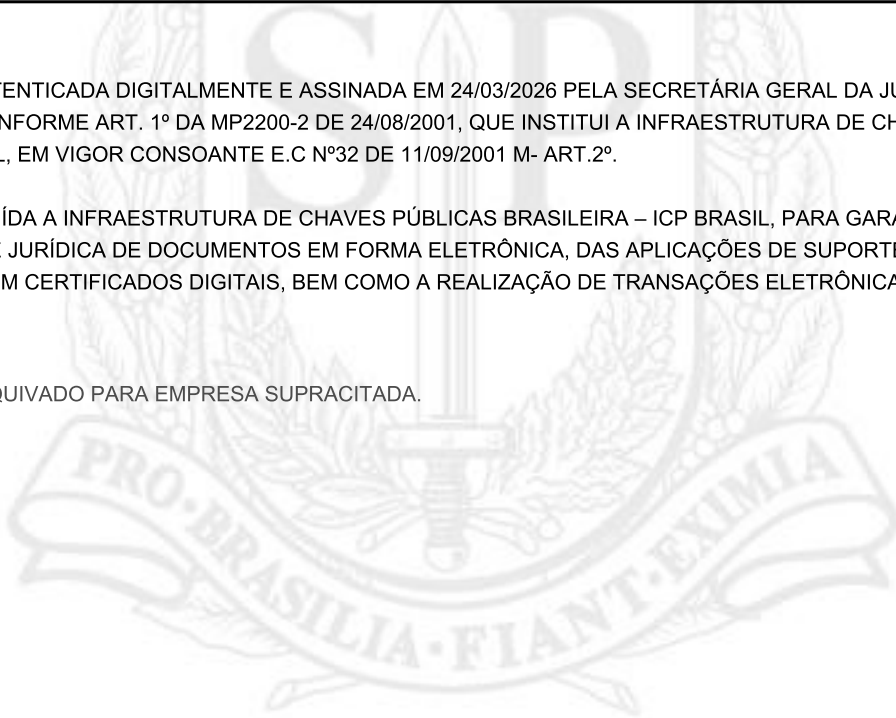 TENTICADA DIGITALMENTE E ASSINADA EM 24/03/2026 PELA SECRETÁRIA GERAL DA JU
NFORME ART. 1º DA MP2200-2 DE 24/08/2001, QUE INSTITUI A INFRAESTRUTURA DE CH
L, EM VIGOR CONSOANTE E.C Nº32 DE 11/09/2001 M- ART.2º.
ÍDA A INFRAESTRUTURA DE CHAVES PÚBLICAS BRASILEIRA – ICP BRASIL, PARA GARA
E JURÍDICA DE DOCUMENTOS EM FORMA ELETRÔNICA, DAS APLICAÇÕES DE SUPORTE
M CERTIFICADOS DIGITAIS, BEM COMO A REALIZAÇÃO DE TRANSAÇÕES ELETRÔNICA
QUIVADO PARA EMPRESA SUPRACITADA.
SP
PRO·BRASILIA·FIANT·EXIMIA